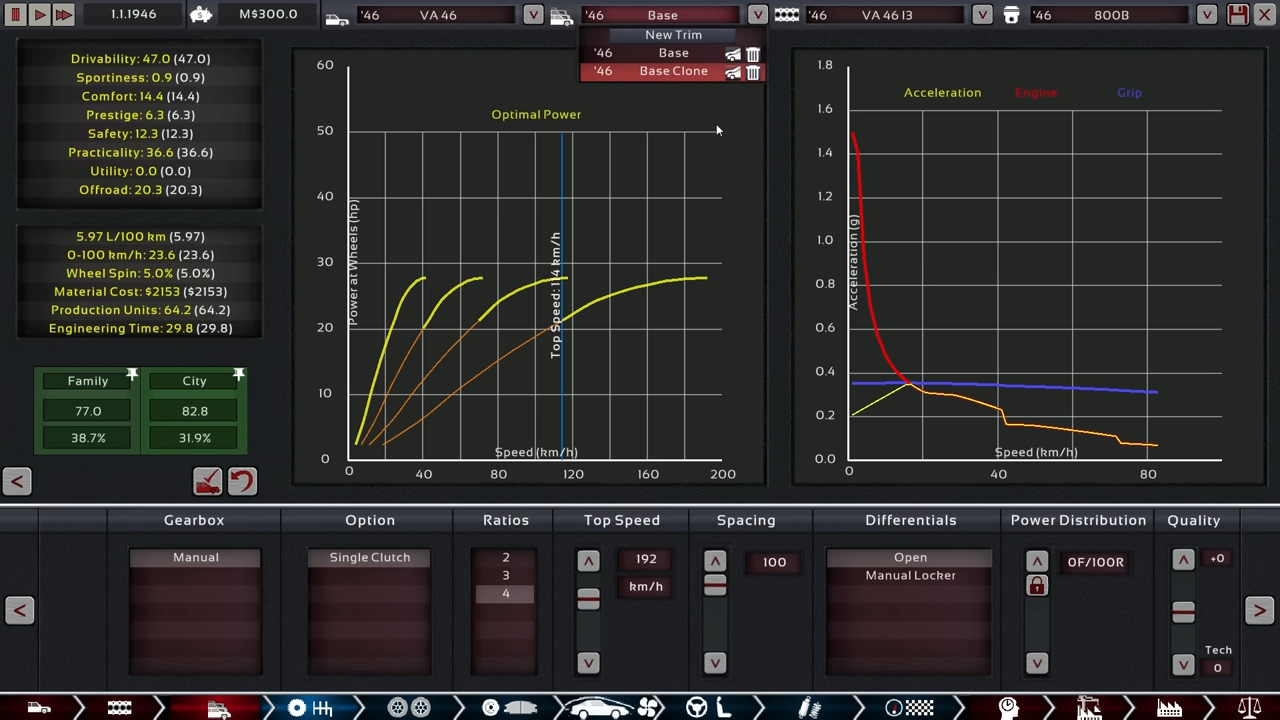 1.1.1946
M$300.0
'46 VA 46
'46 Base
'46 VA 46 I3
'46 800B
New Trim
'46 Base
'46 Base Clone
Drivability: 47.0 (47.0)
Sportiness: 0.9 (0.9)
Comfort: 14.4 (14.4)
Prestige: 6.3 (6.3)
Safety: 12.3 (12.3)
Practicality: 36.6 (36.6)
Utility: 0.0 (0.0)
Offroad: 20.3 (20.3)
5.97 L/100 km (5.97)
0-100 km/h: 23.6 (23.6)
Wheel Spin: 5.0% (5.0%)
Material Cost: $2153 ($2153)
Production Units: 64.2 (64.2)
Engineering Time: 29.8 (29.8)
Family City
77.0 82.8
38.7% 31.9%
Optimal Power
Power at Wheels (hp)
60
50
40
30
20
10
0
Top Speed: 114 km/h
Speed (km/h)
0 40 80 120 160 200
Acceleration Engine Grip
Acceleration (g)
1.8
1.6
1.4
1.2
1.0
0.8
0.6
0.4
0.2
0.0
Speed (km/h)
0 40 80
Gearbox
Manual
Option
Single Clutch
Ratios
2
3
4
Top Speed
192
km/h
Spacing
100
Differentials
Open
Manual Locker
Power Distribution
0F/100R
Quality
+0
Tech
0